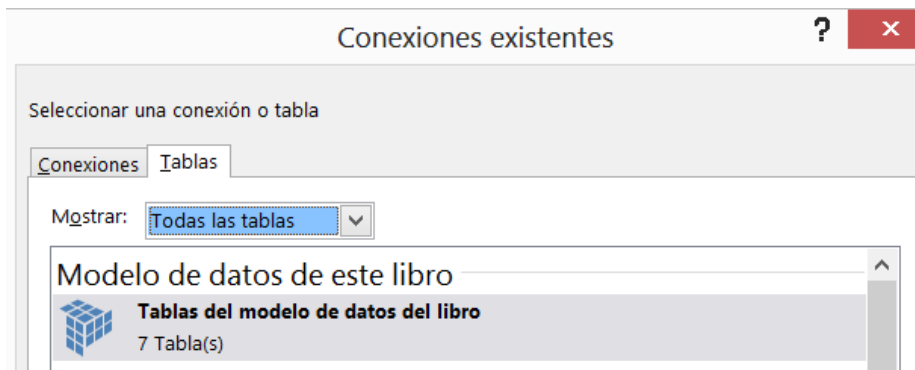 Conexiones existentes
?
×
Seleccionar una conexión o tabla
Conexiones Tablas
Mostrar: Todas las tablas
Modelo de datos de este libro
Tablas del modelo de datos del libro
7 Tabla(s)